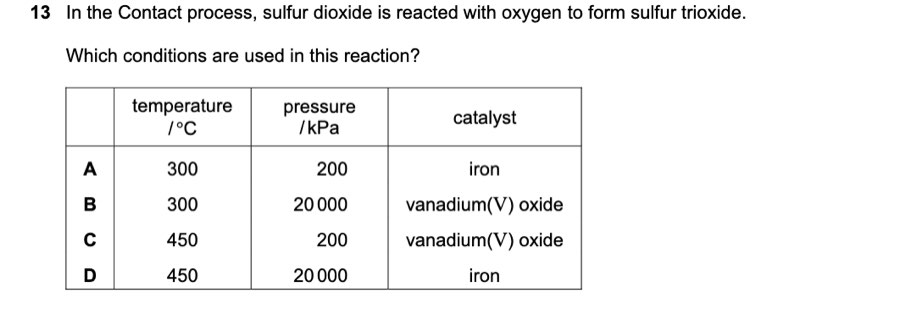 13 In the Contact process, sulfur dioxide is reacted with oxygen to form sulfur trioxide.
Which conditions are used in this reaction?
temperature /°C pressure /kPa catalyst
A 300 200 iron
B 300 20 000 vanadium(V) oxide
C 450 200 vanadium(V) oxide
D 450 20 000 iron